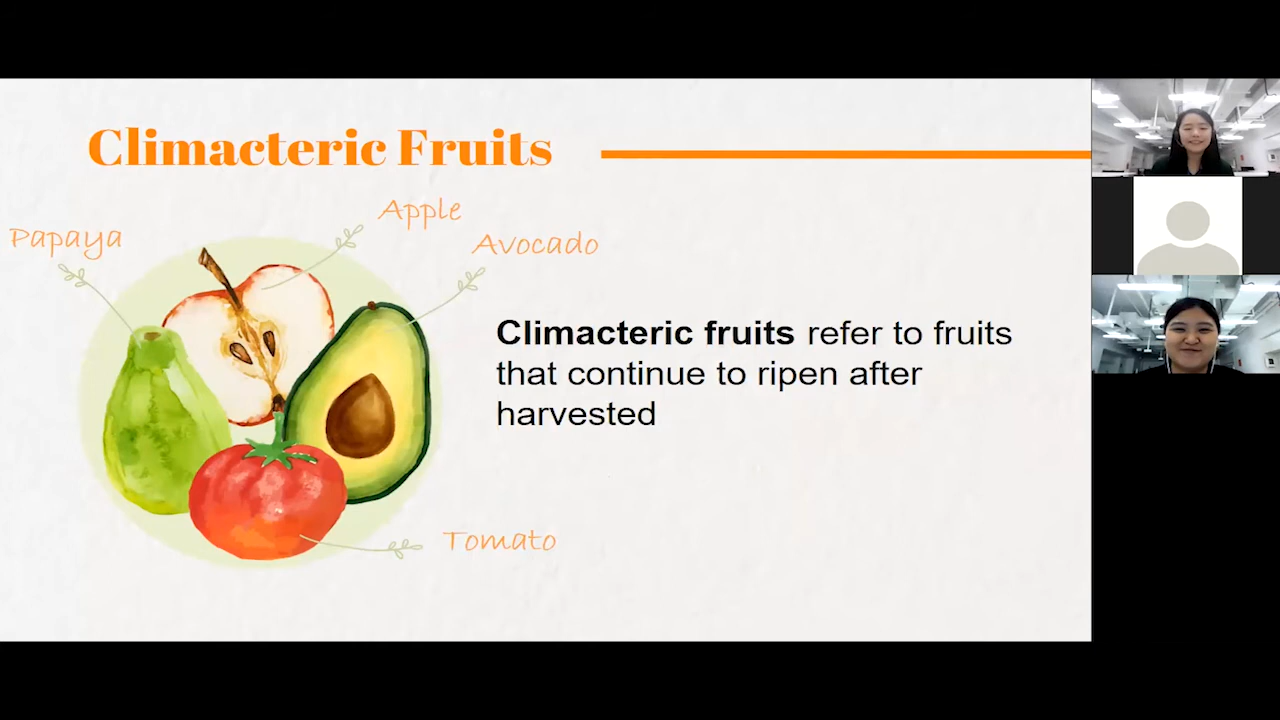 Climacteric Fruits
Apple
Papaya
Avocado
Climacteric fruits refer to fruits
that continue to ripen after
harvested
Tomato